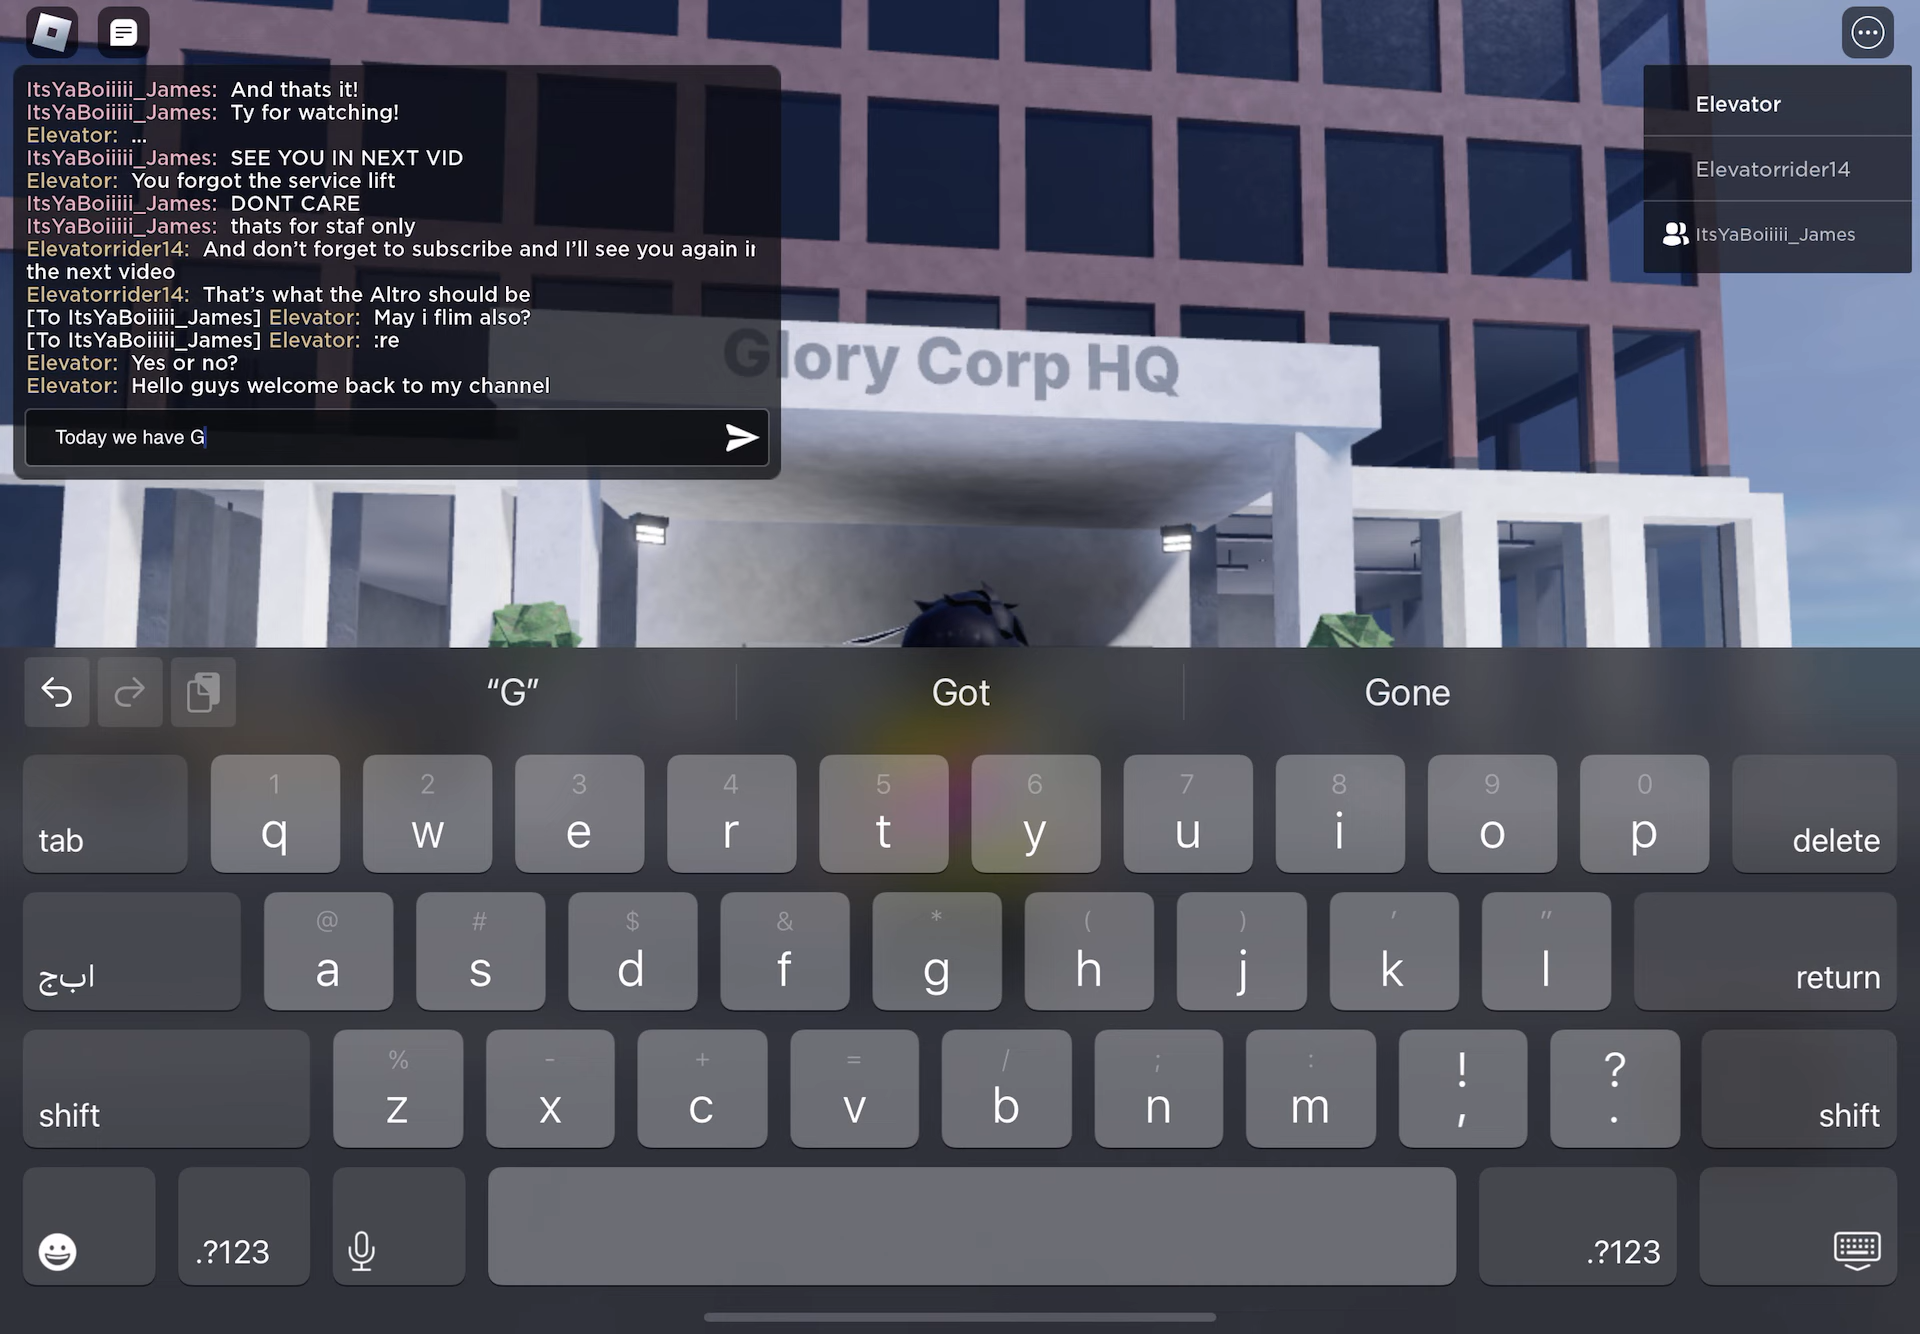 ItsYaBoiiiii_James: And thats it!
ItsYaBoiiiii_James: Ty for watching!
Elevator: ...
ItsYaBoiiiii_James: SEE YOU IN NEXT VID
Elevator: You forgot the service lift
ItsYaBoiiiii_James: DONT CARE
ItsYaBoiiiii_James: thats for staf only
Elevatorrider14: And don’t forget to subscribe and I’ll see you again in
the next video
Elevatorrider14: That’s what the Altro should be
[To ItsYaBoiiiii_James] Elevator: May i flim also?
[To ItsYaBoiiiii_James] Elevator: :re
Elevator: Yes or no?
Elevator: Hello guys welcome back to my channel
Today we have G
Elevator
Elevatorrider14
ItsYaBoiiiii_James
Glory Corp HQ
“G” Got Gone
tab 1 q 2 w 3 e 4 r 5 t 6 y 7 u 8 i 9 o 0 p delete
ابج @ a # s $ d & f * g ( h ) j ' k " l return
shift % z - x + c = v / b ; n : m ! , ? . shift
.?123 .?123